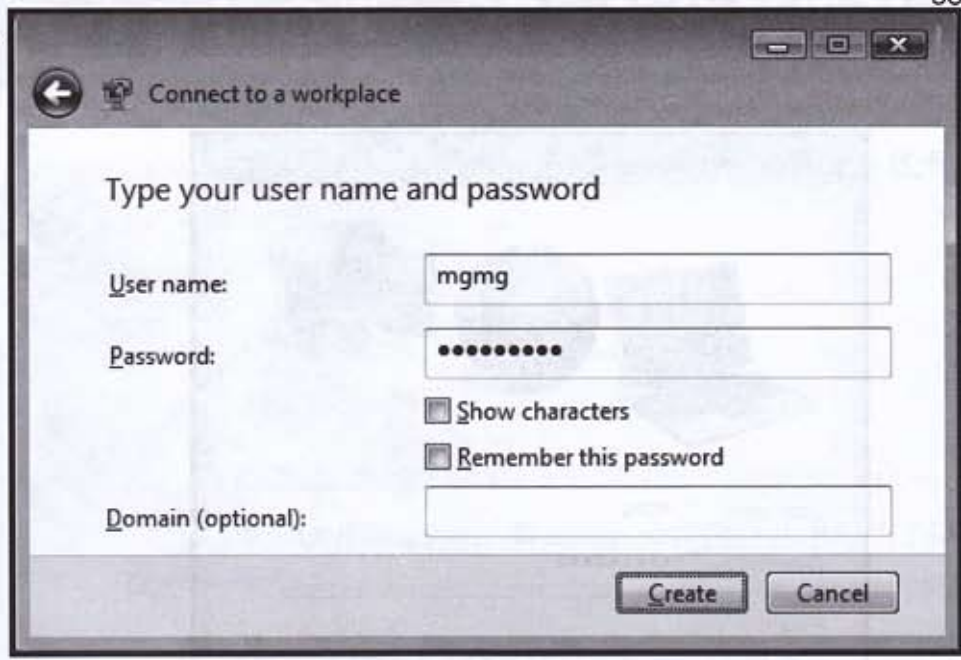 Connect to a workplace
Type your user name and password
User name:
mgmg
Password:
•••••••••
Show characters
Remember this password
Domain (optional):
Create
Cancel